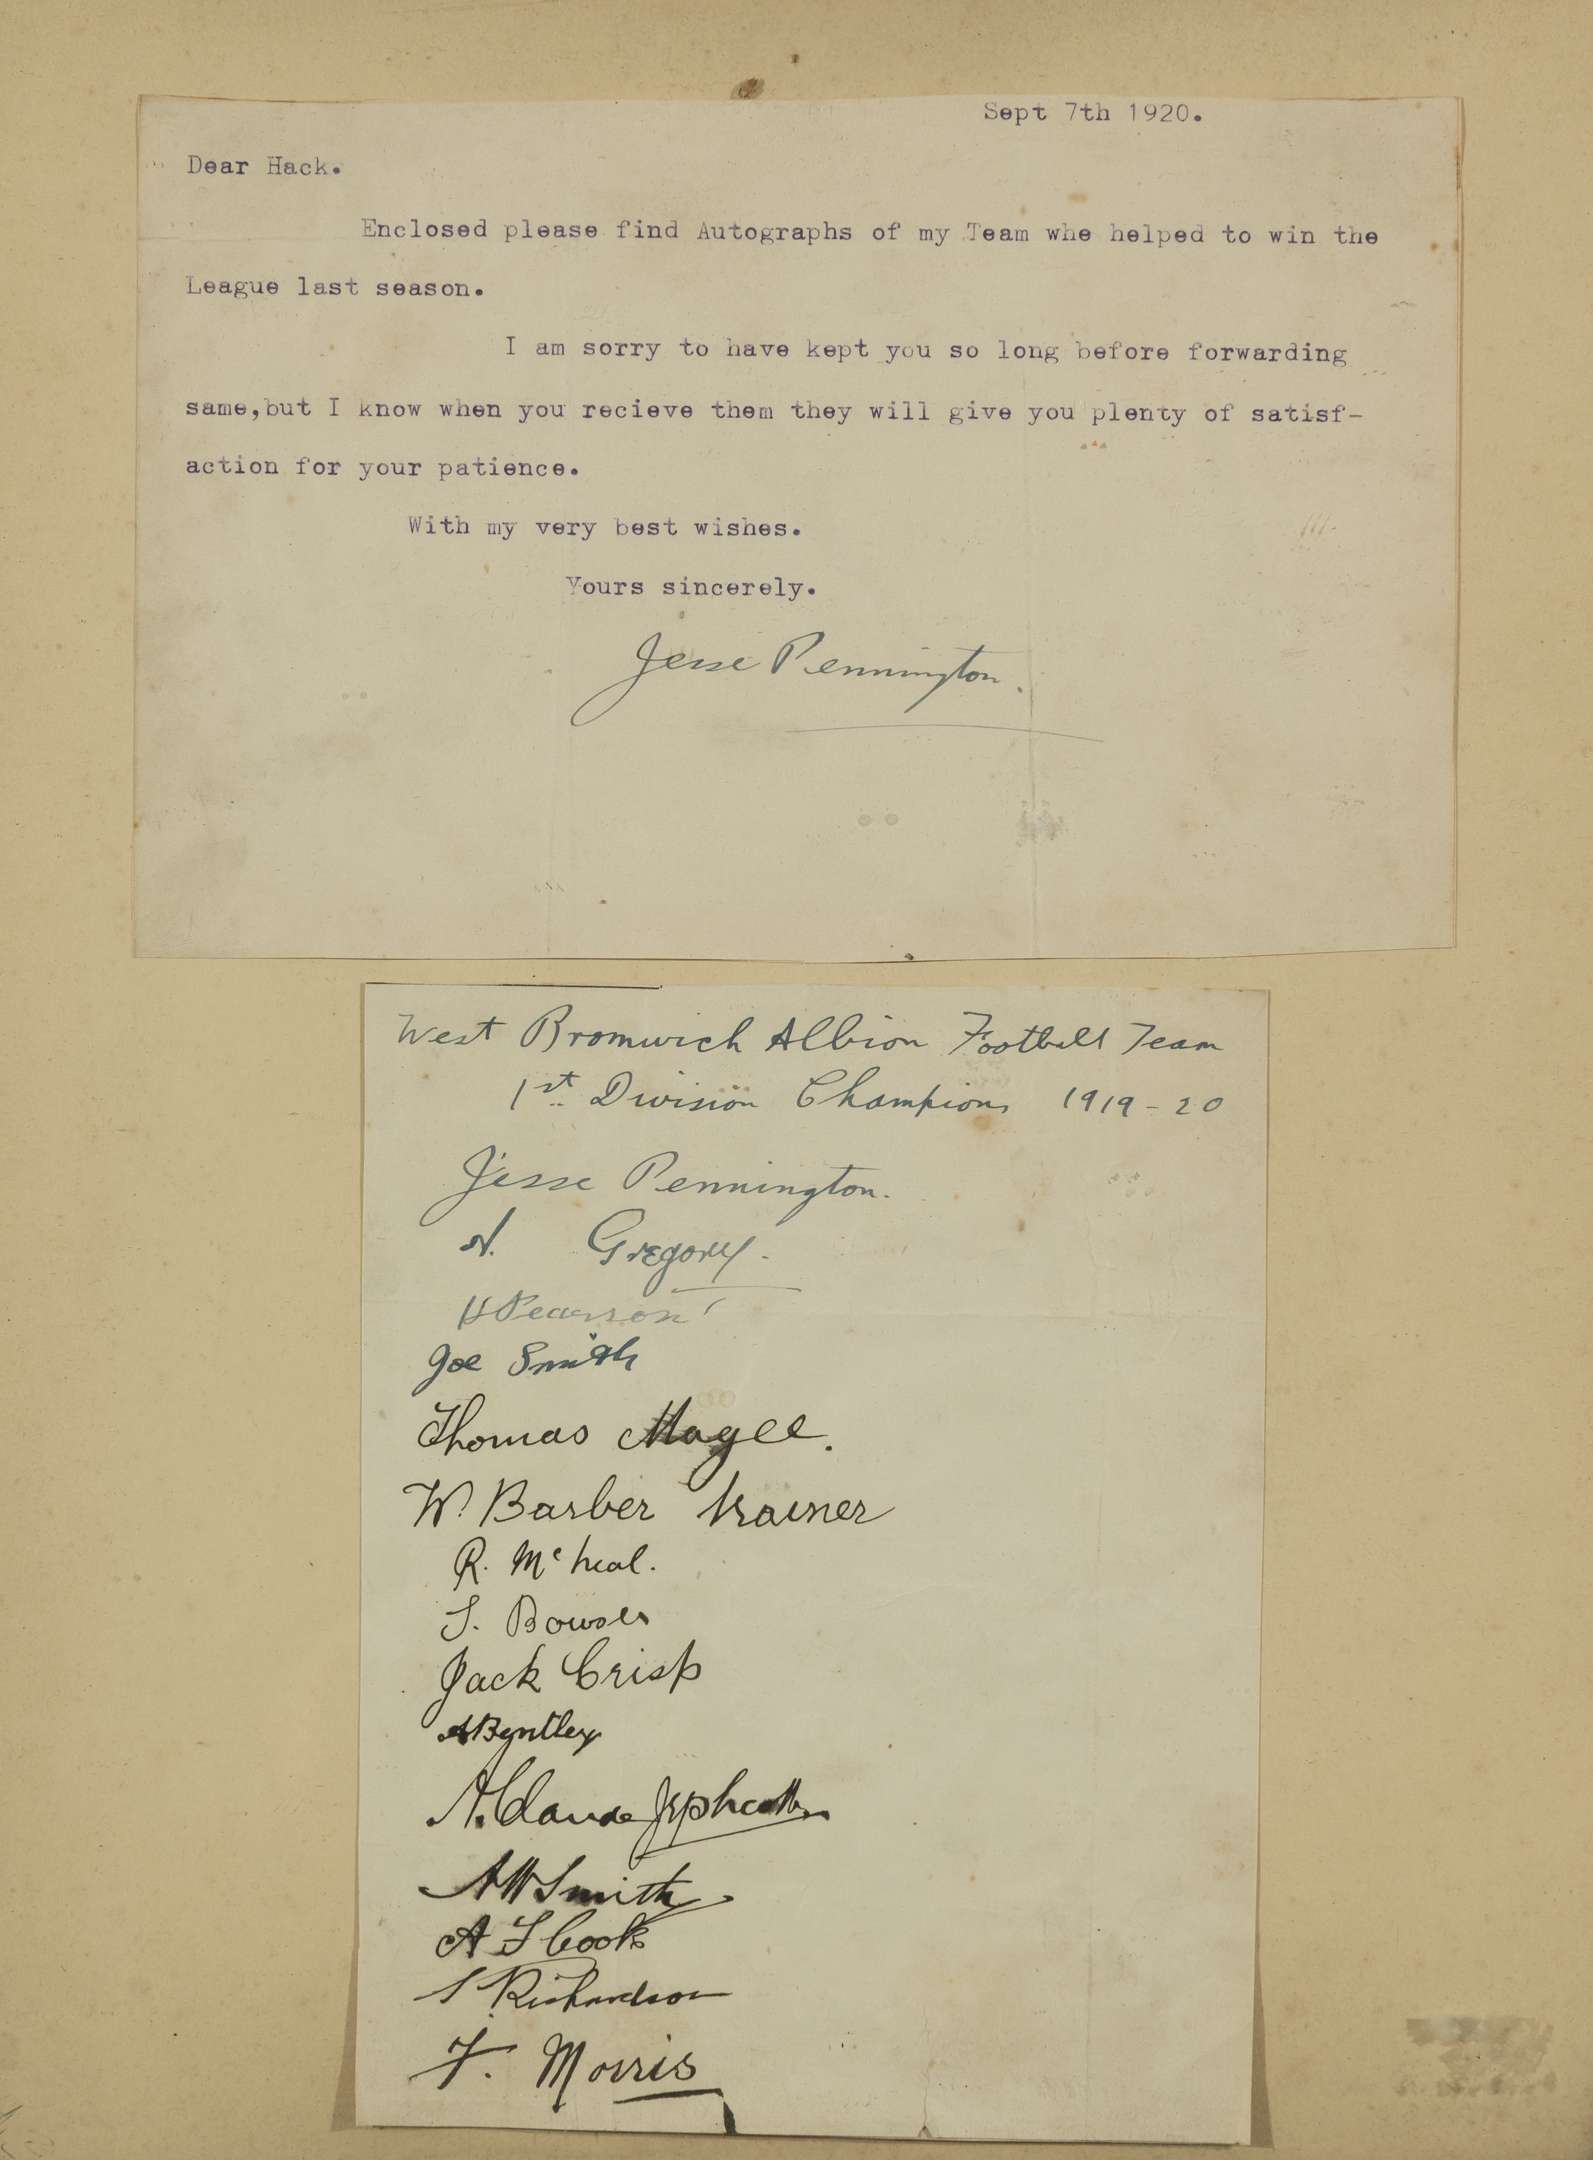 Sept 7th 1920.
Dear Hack.
Enclosed please find Autographs of my Team whe helped to win the
League last season.
I am sorry to have kept you so long before forwarding
same,but I know when you recieve them they will give you plenty of satisf-
action for your patience.
With my very best wishes.
Yours sincerely.
Jesse Pennington.
West Bromwich Albion Football Team
1st Division Champions 1919-20
Jesse Pennington.
N. Gregory.
H Pearson
Joe Smith
Thomas Magee.
W. Barber trainer
R. Mc Neal.
S. Bowser
Jack Crisp
A Bentley
A. Claude Jephcott
A W Smith
A F Cook
S Richardson
F. Morris